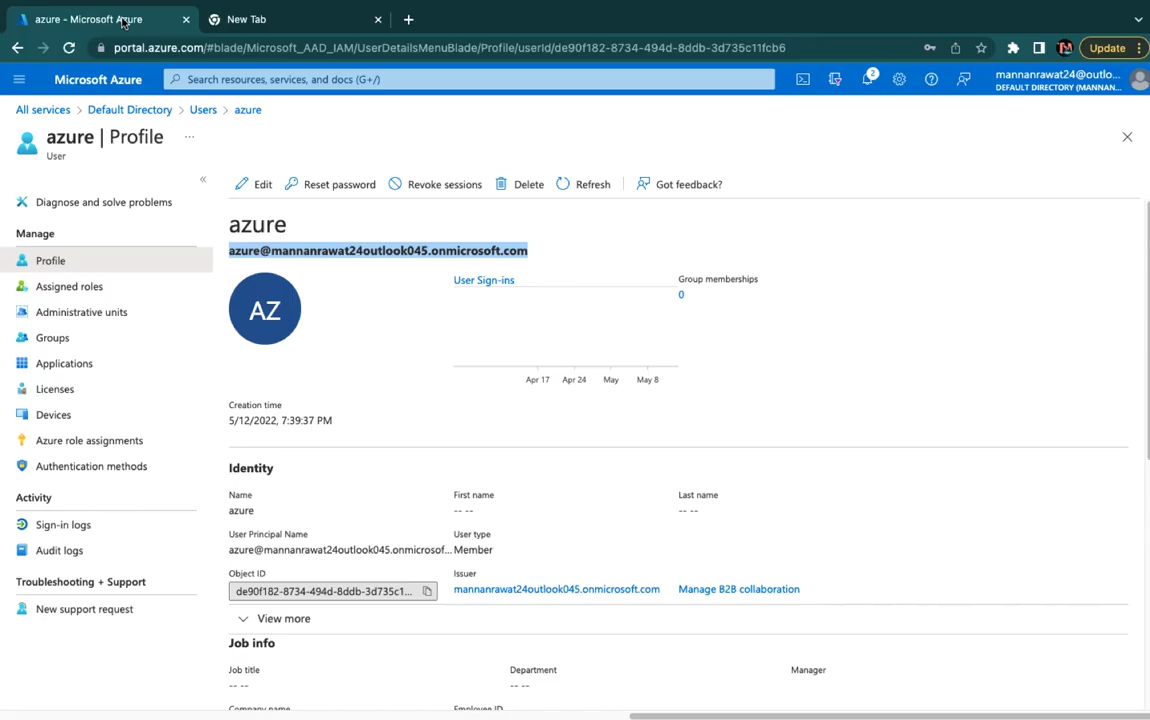 azure - Microsoft Azure
New Tab
portal.azure.com/#blade/Microsoft_AAD_IAM/UserDetailsMenuBlade/Profile/userId/de90f182-8734-494d-8ddb-3d735c11fcb6
Update
Microsoft Azure
Search resources, services, and docs (G+/)
2
mannanrawat24@outlo...
DEFAULT DIRECTORY (MANNAN...
All services > Default Directory > Users > azure
azure | Profile ...
User
Diagnose and solve problems
Manage
Profile
Assigned roles
Administrative units
Groups
Applications
Licenses
Devices
Azure role assignments
Authentication methods
Activity
Sign-in logs
Audit logs
Troubleshooting + Support
New support request
Edit
Reset password
Revoke sessions
Delete
Refresh
Got feedback?
azure
azure@mannanrawat24outlook045.onmicrosoft.com
AZ
User Sign-ins
Group memberships
0
Apr 17 Apr 24 May May 8
Creation time
5/12/2022, 7:39:37 PM
Identity
Name
azure
First name
-- --
Last name
-- --
User Principal Name
azure@mannanrawat24outlook045.onmicrosof...
User type
Member
Object ID
de90f182-8734-494d-8ddb-3d735c1...
Issuer
mannanrawat24outlook045.onmicrosoft.com
Manage B2B collaboration
View more
Job info
Job title
-- --
Department
-- --
Manager
Company name
Employee ID